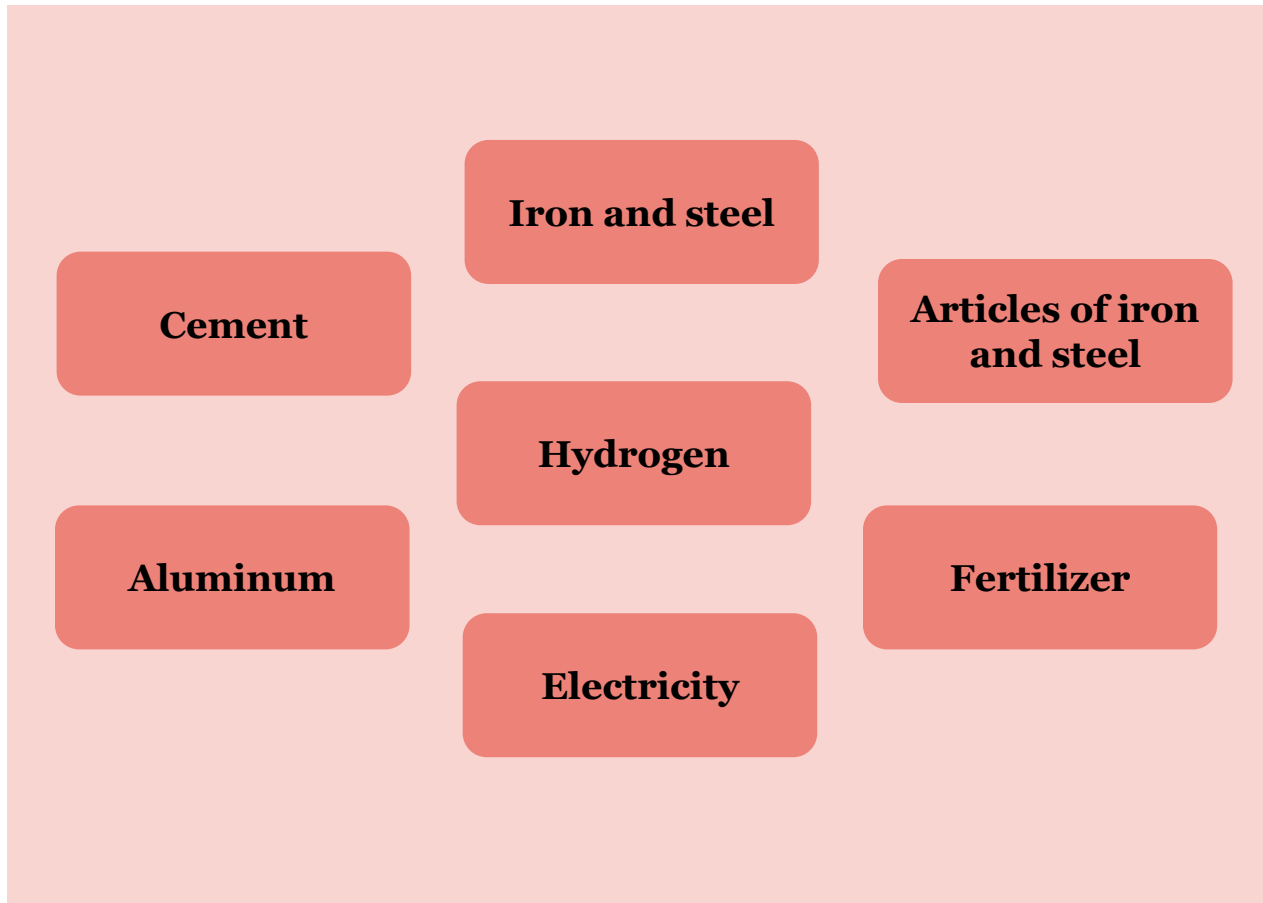 Iron and steel
Cement
Articles of iron
and steel
Hydrogen
Aluminum
Fertilizer
Electricity